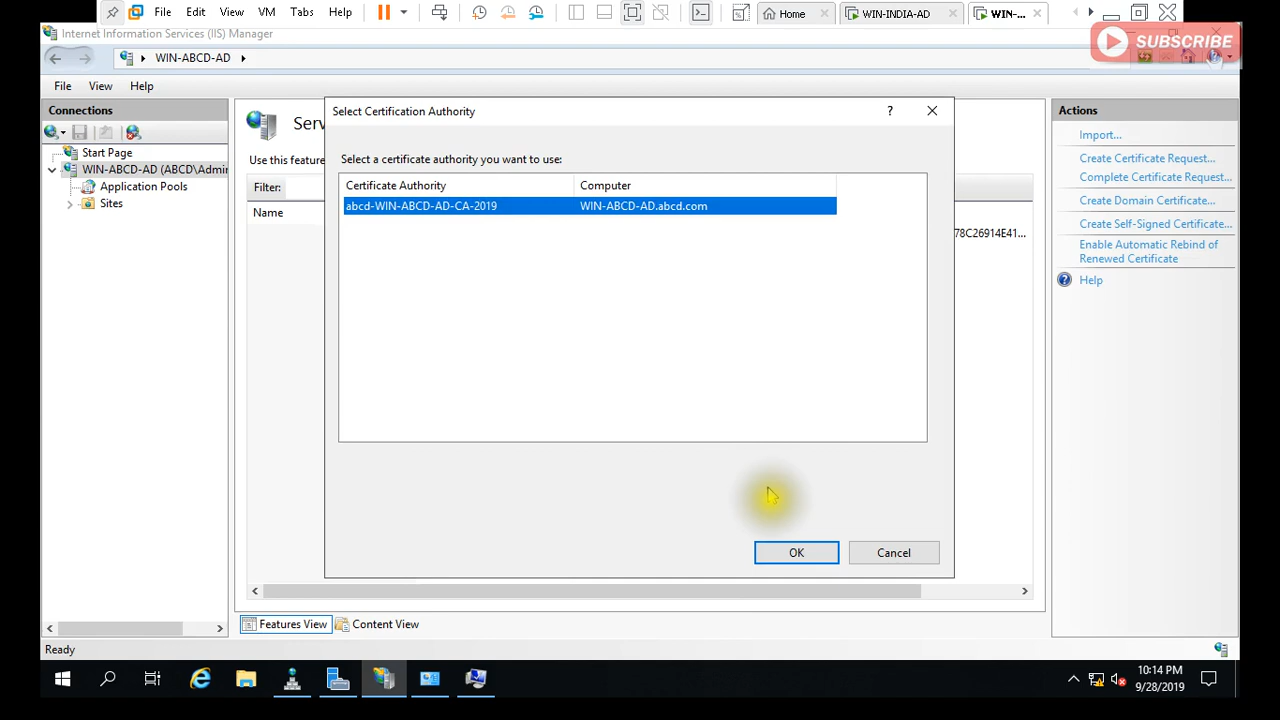 File Edit View VM Tabs Help Home WIN-INDIA-AD WIN-...
Internet Information Services (IIS) Manager
SUBSCRIBE
WIN-ABCD-AD
File View Help
Connections
Start Page
WIN-ABCD-AD (ABCD\Admin
Application Pools
Sites
Serv
Use this feature
Filter:
Name
78C26914E41...
Select Certification Authority
Select a certificate authority you want to use:
Certificate Authority Computer
abcd-WIN-ABCD-AD-CA-2019 WIN-ABCD-AD.abcd.com
OK Cancel
Actions
Import...
Create Certificate Request...
Complete Certificate Request...
Create Domain Certificate...
Create Self-Signed Certificate...
Enable Automatic Rebind of
Renewed Certificate
Help
Features View Content View
Ready
10:14 PM
9/28/2019